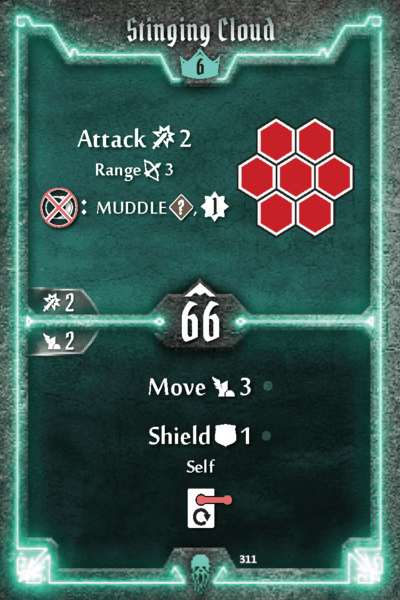 Stinging Cloud
6
Attack 2
Range 3
: MUDDLE ?, 1
2
66
2
Move 3
Shield 1
Self
311